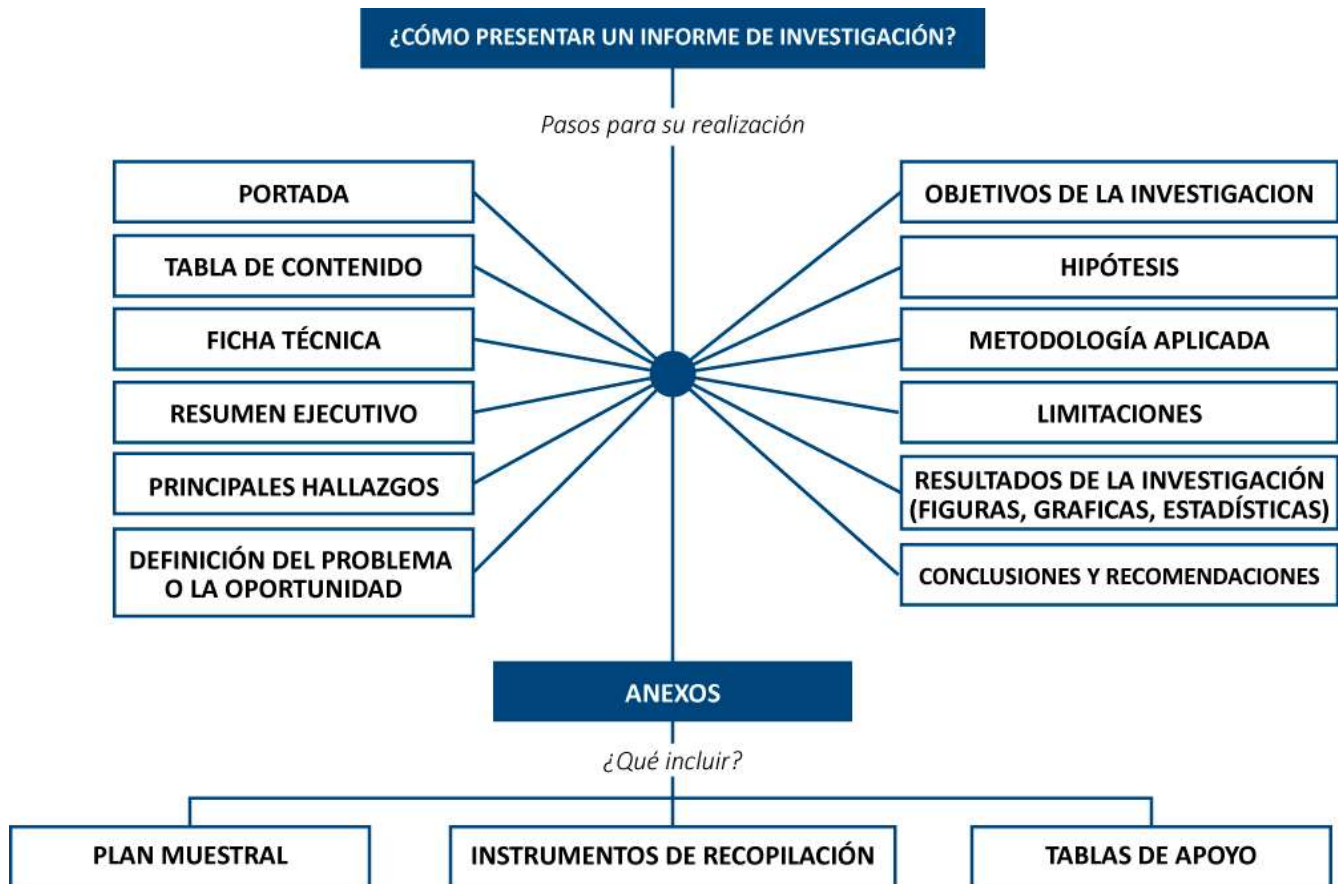 ¿CÓMO PRESENTAR UN INFORME DE INVESTIGACIÓN?
Pasos para su realización
PORTADA
TABLA DE CONTENIDO
FICHA TÉCNICA
RESUMEN EJECUTIVO
PRINCIPALES HALLAZGOS
DEFINICIÓN DEL PROBLEMA
O LA OPORTUNIDAD
OBJETIVOS DE LA INVESTIGACION
HIPÓTESIS
METODOLOGÍA APLICADA
LIMITACIONES
RESULTADOS DE LA INVESTIGACIÓN
(FIGURAS, GRAFICAS, ESTADÍSTICAS)
CONCLUSIONES Y RECOMENDACIONES
ANEXOS
¿Qué incluir?
PLAN MUESTRAL
INSTRUMENTOS DE RECOPILACIÓN
TABLAS DE APOYO